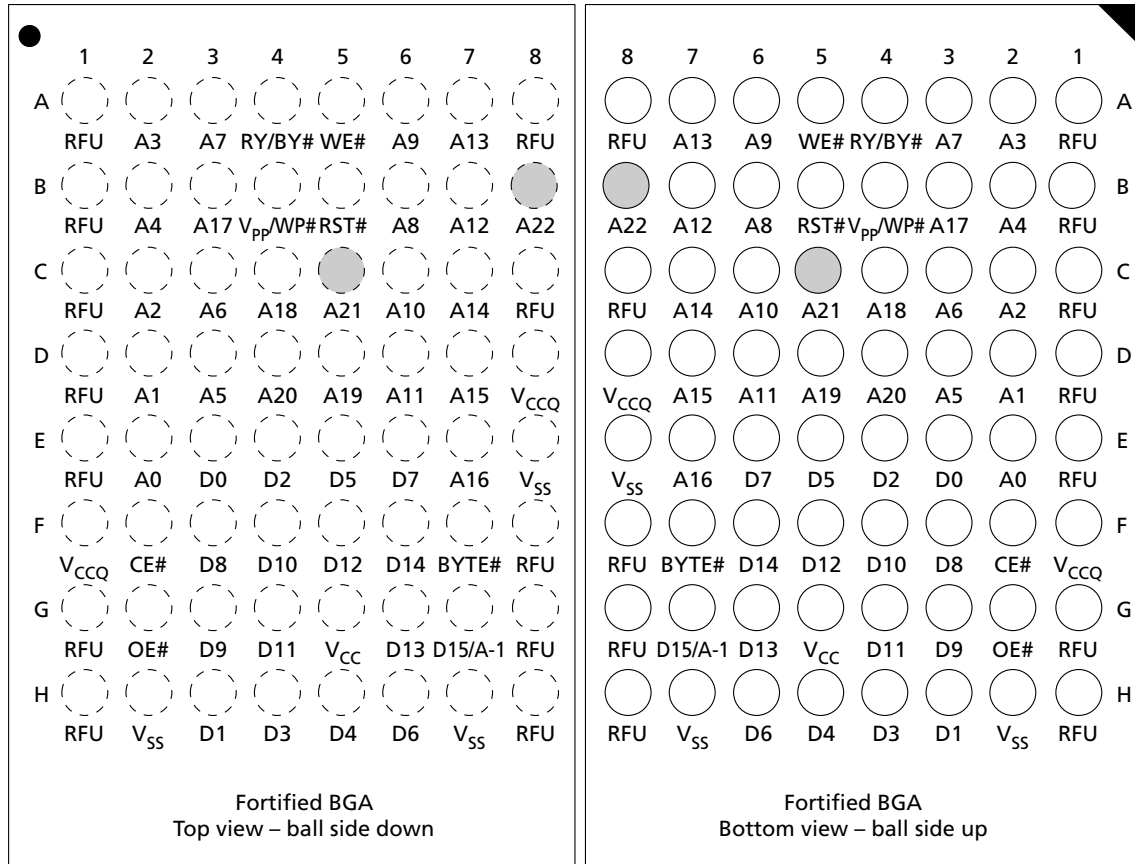 1 2 3 4 5 6 7 8
A
RFU A3 A7 RY/BY# WE# A9 A13 RFU
B
RFU A4 A17 VPP/WP# RST# A8 A12 A22
C
RFU A2 A6 A18 A21 A10 A14 RFU
D
RFU A1 A5 A20 A19 A11 A15 VCCQ
E
RFU A0 D0 D2 D5 D7 A16 VSS
F
VCCQ CE# D8 D10 D12 D14 BYTE# RFU
G
RFU OE# D9 D11 VCC D13 D15/A-1 RFU
H
RFU VSS D1 D3 D4 D6 VSS RFU
Fortified BGA
Top view – ball side down
8 7 6 5 4 3 2 1
A
RFU A13 A9 WE# RY/BY# A7 A3 RFU
B
A22 A12 A8 RST# VPP/WP# A17 A4 RFU
C
RFU A14 A10 A21 A18 A6 A2 RFU
D
VCCQ A15 A11 A19 A20 A5 A1 RFU
E
VSS A16 D7 D5 D2 D0 A0 RFU
F
RFU BYTE# D14 D12 D10 D8 CE# VCCQ
G
RFU D15/A-1 D13 VCC D11 D9 OE# RFU
H
RFU VSS D6 D4 D3 D1 VSS RFU
Fortified BGA
Bottom view – ball side up